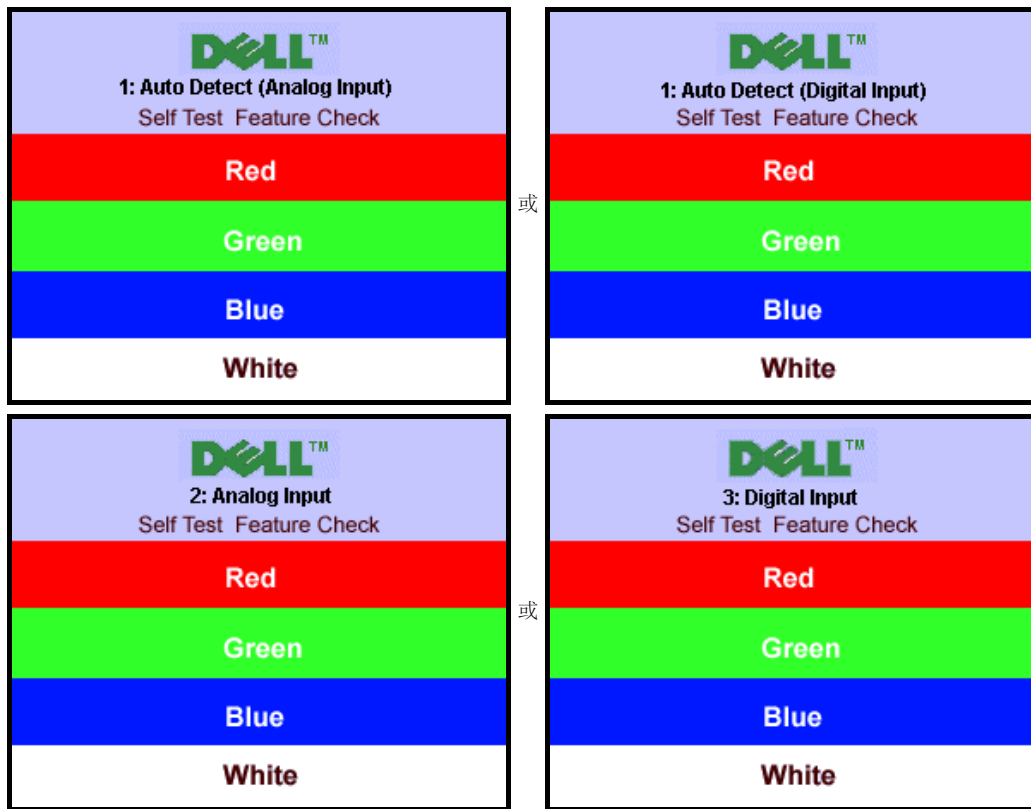 DELL™
1: Auto Detect (Analog Input)
Self Test Feature Check
Red
Green
Blue
White
或
DELL™
1: Auto Detect (Digital Input)
Self Test Feature Check
Red
Green
Blue
White
DELL™
2: Analog Input
Self Test Feature Check
Red
Green
Blue
White
或
DELL™
3: Digital Input
Self Test Feature Check
Red
Green
Blue
White